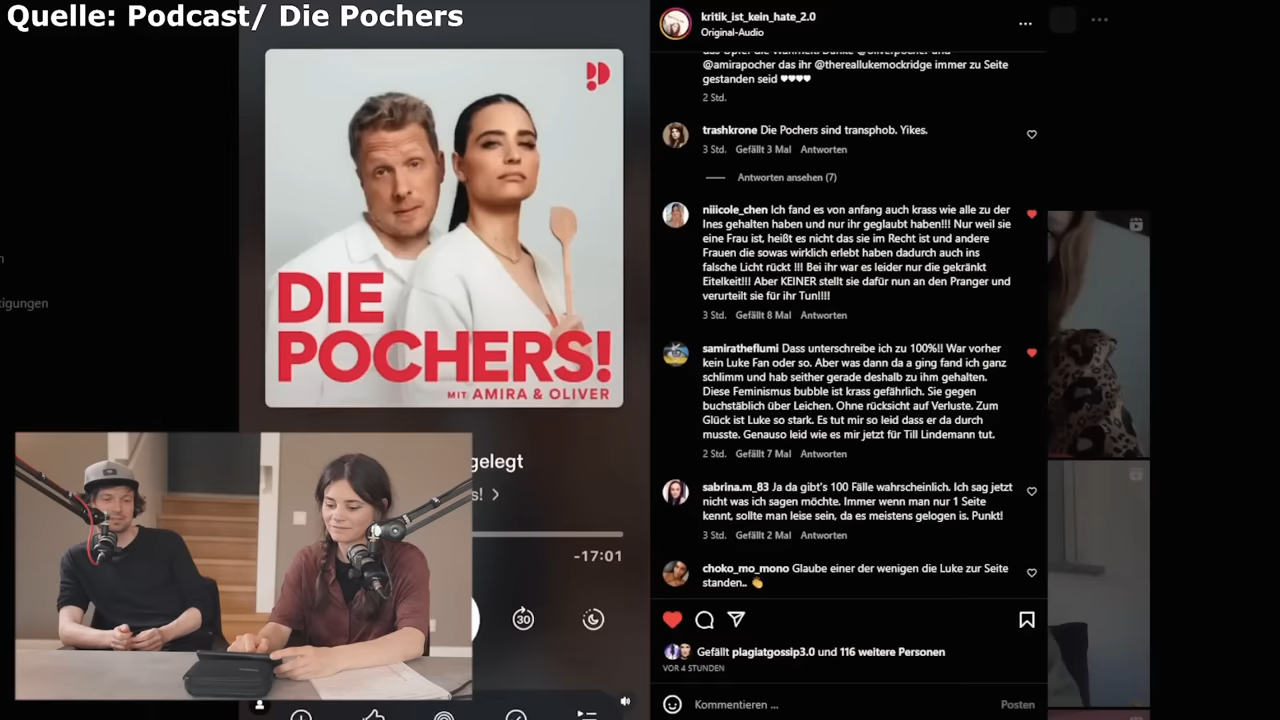 Quelle: Podcast/ Die Pochers
DIE
POCHERS!
MIT AMIRA & OLIVER
gelegt
s! >
-17:01
30
tigungen
kritik_ist_kein_hate_2.0
Original-Audio
@amirapocher das ihr @thereallukemockridge immer zu Seite
gestanden seid ♥♥♥♥
2 Std.
trashkrone Die Pochers sind transphob. Yikes.
3 Std. Gefällt 3 Mal Antworten
Antworten ansehen (7)
niiicole_chen Ich fand es von anfang auch krass wie alle zu der
Ines gehalten haben und nur ihr geglaubt haben!!! Nur weil sie
eine Frau ist, heißt es nicht das sie im Recht ist und andere
Frauen die sowas wirklich erlebt haben dadurch auch ins
falsche Licht rückt !!! Bei ihr war es leider nur die gekränkt
Eitelkeit!!! Aber KEINER stellt sie dafür nun an den Pranger und
verurteilt sie für ihr Tun!!!!
3 Std. Gefällt 8 Mal Antworten
samiratheflumi Dass unterschreibe ich zu 100%!! War vorher
kein Luke Fan oder so. Aber was dann da a ging fand ich ganz
schlimm und hab seither gerade deshalb zu ihm gehalten.
Diese Feminismus bubble ist krass gefährlich. Sie gegen
buchstäblich über Leichen. Ohne rücksicht auf Verluste. Zum
Glück ist Luke so stark. Es tut mir so leid dass er da durch
musste. Genauso leid wie es mir jetzt für Till Lindemann tut.
2 Std. Gefällt 7 Mal Antworten
sabrina.m_83 Ja da gibt's 100 Fälle wahrscheinlich. Ich sag jetzt
nicht was ich sagen möchte. Immer wenn man nur 1 Seite
kennt, sollte man leise sein, da es meistens gelogen is. Punkt!
3 Std. Gefällt 2 Mal Antworten
choko_mo_mono Glaube einer der wenigen die Luke zur Seite
standen.. 👏
Gefällt plagiatgossip3.0 und 116 weitere Personen
VOR 4 STUNDEN
Kommentieren ...
Posten